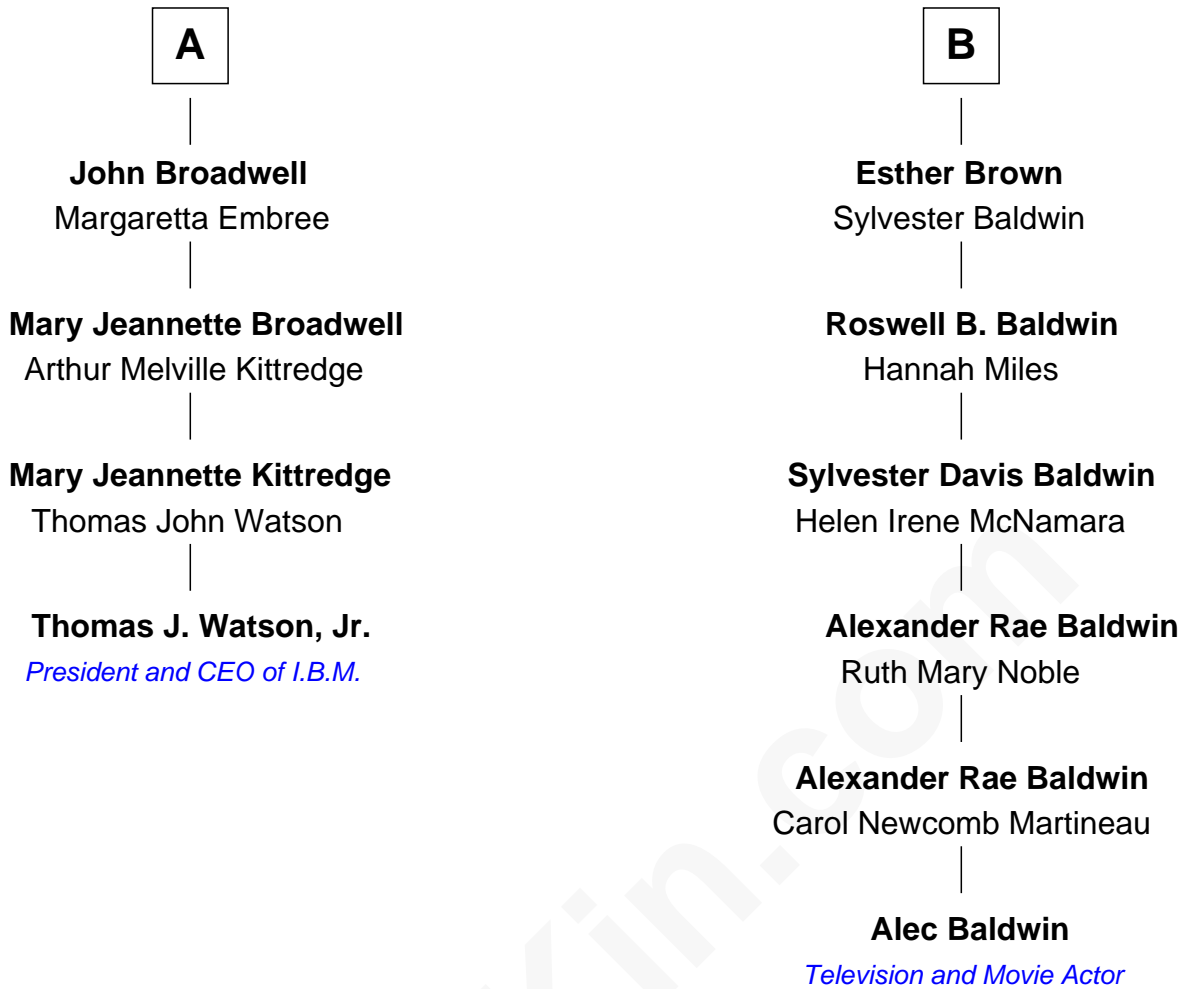 A
John Broadwell
Margaretta Embree
Mary Jeannette Broadwell
Arthur Melville Kittredge
Mary Jeannette Kittredge
Thomas John Watson
Thomas J. Watson, Jr.
President and CEO of I.B.M.
B
Esther Brown
Sylvester Baldwin
Roswell B. Baldwin
Hannah Miles
Sylvester Davis Baldwin
Helen Irene McNamara
Alexander Rae Baldwin
Ruth Mary Noble
Alexander Rae Baldwin
Carol Newcomb Martineau
Alec Baldwin
Television and Movie Actor
Kin.com